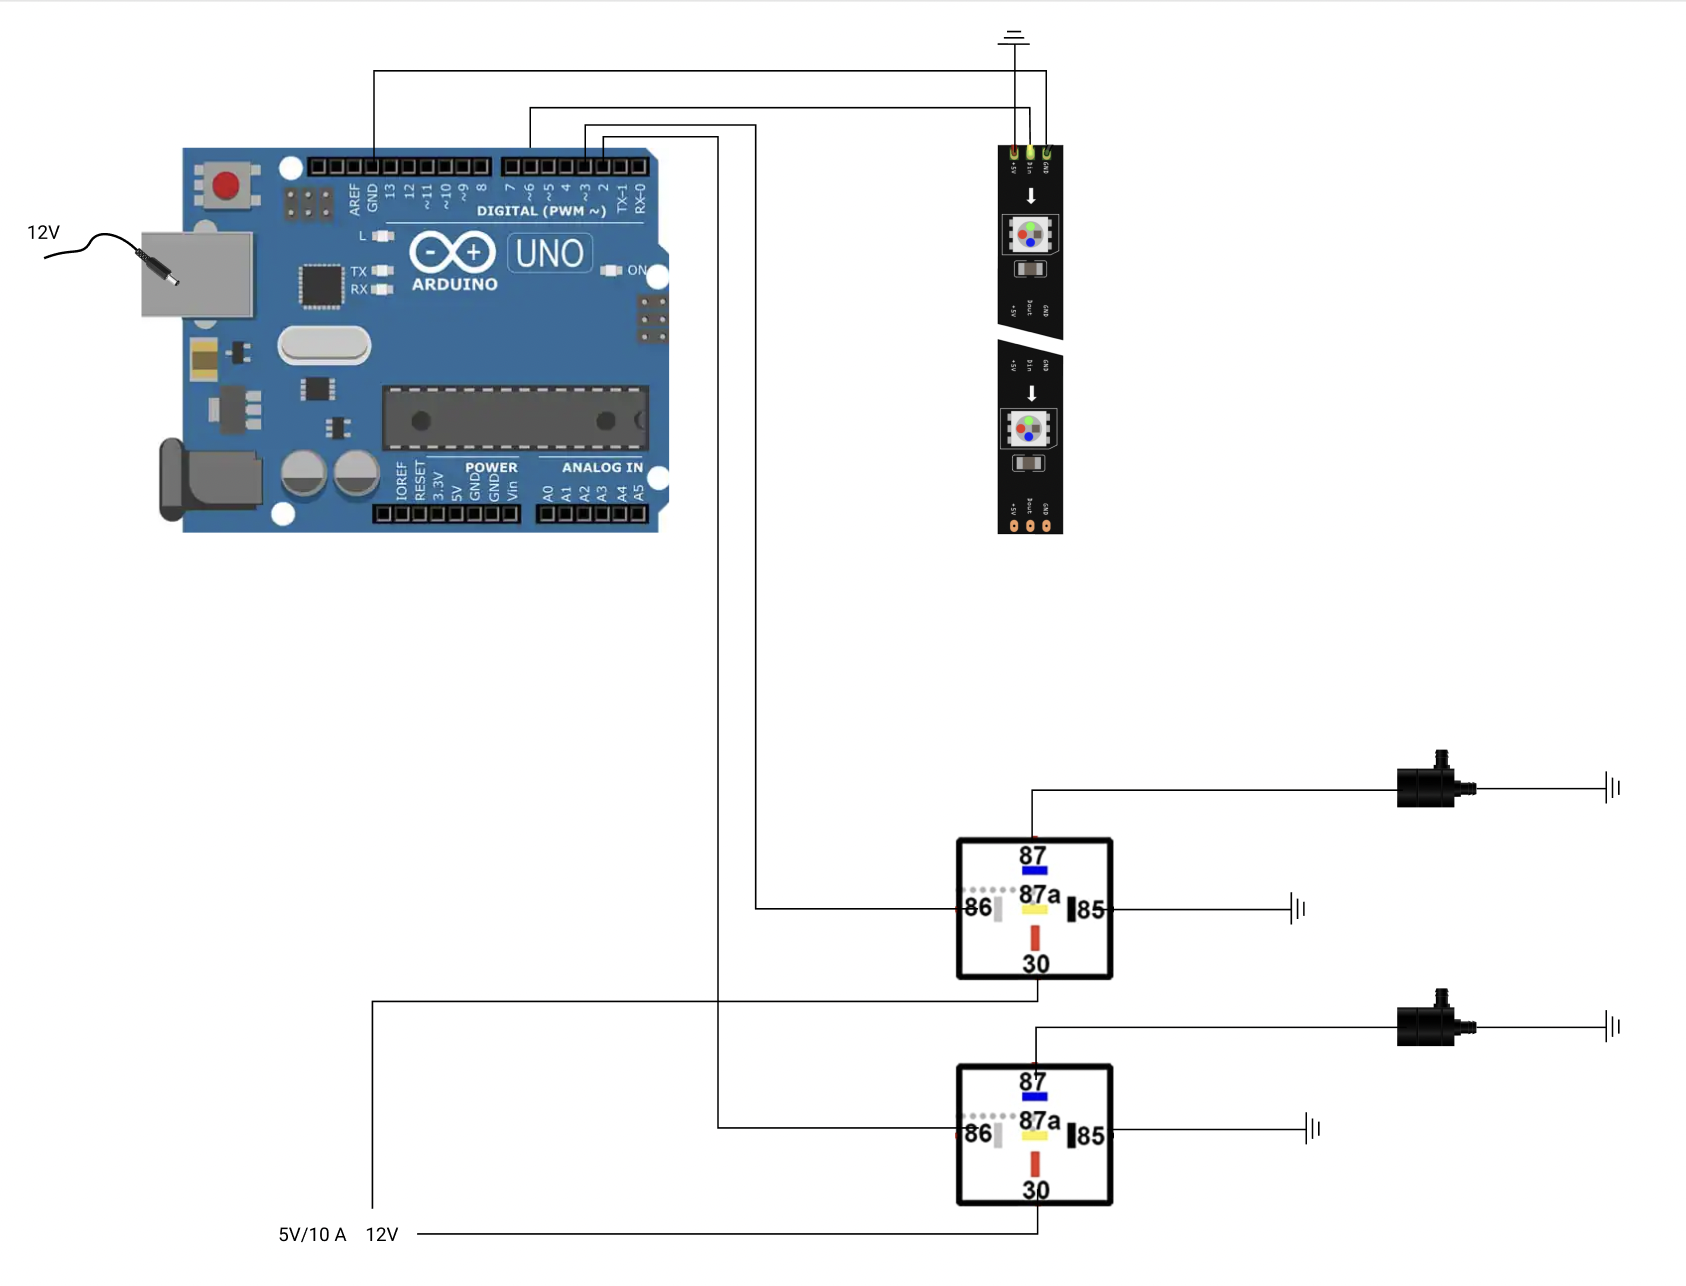 12V
AREF
GND
13
12
~11
~10
~9
8
7
~6
~5
4
~3
2
TX→1
RX←0
DIGITAL (PWM ~)
L
TX
RX
ON
UNO
ARDUINO
POWER
ANALOG IN
IOREF
RESET
3.3V
5V
GND
GND
Vin
A0
A1
A2
A3
A4
A5
+5V
Din
GND
+5V
Dout
GND
+5V
Din
GND
+5V
Dout
GND
87
87a
86
85
30
87
87a
86
85
30
5V/10 A 12V